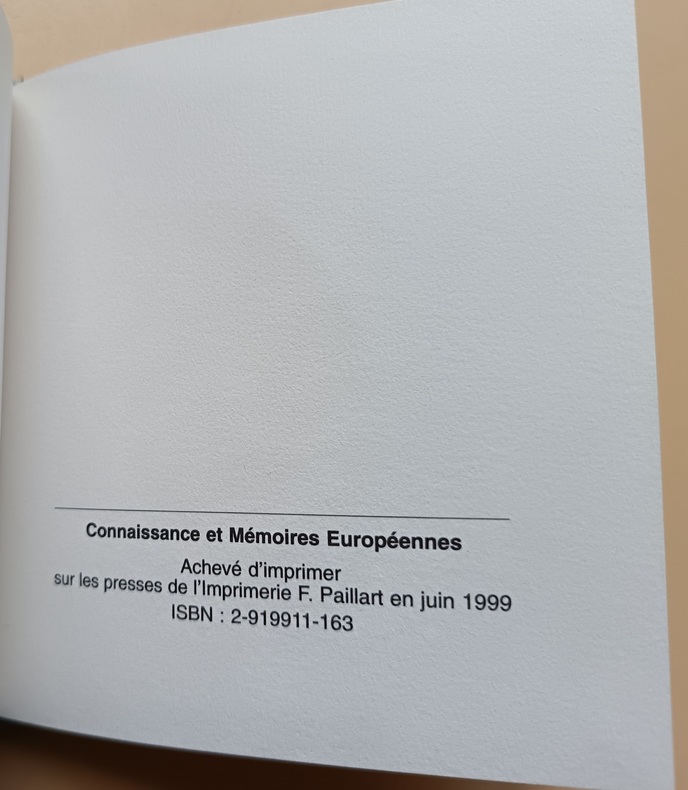 Connaissance et Mémoires Européennes
Achevé d'imprimer
sur les presses de l'Imprimerie F. Paillart en juin 1999
ISBN : 2-919911-163